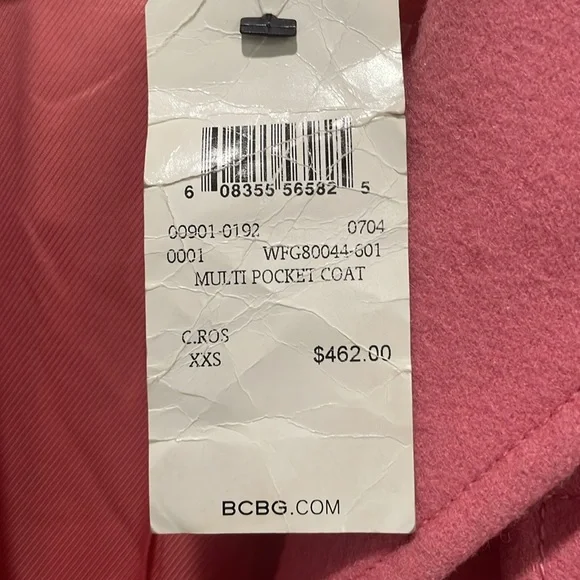 6 08355 56582 5
00901-0192 0704
0001 WFG80044-601
MULTI POCKET COAT
C.ROS
XXS $462.00
BCBG.COM